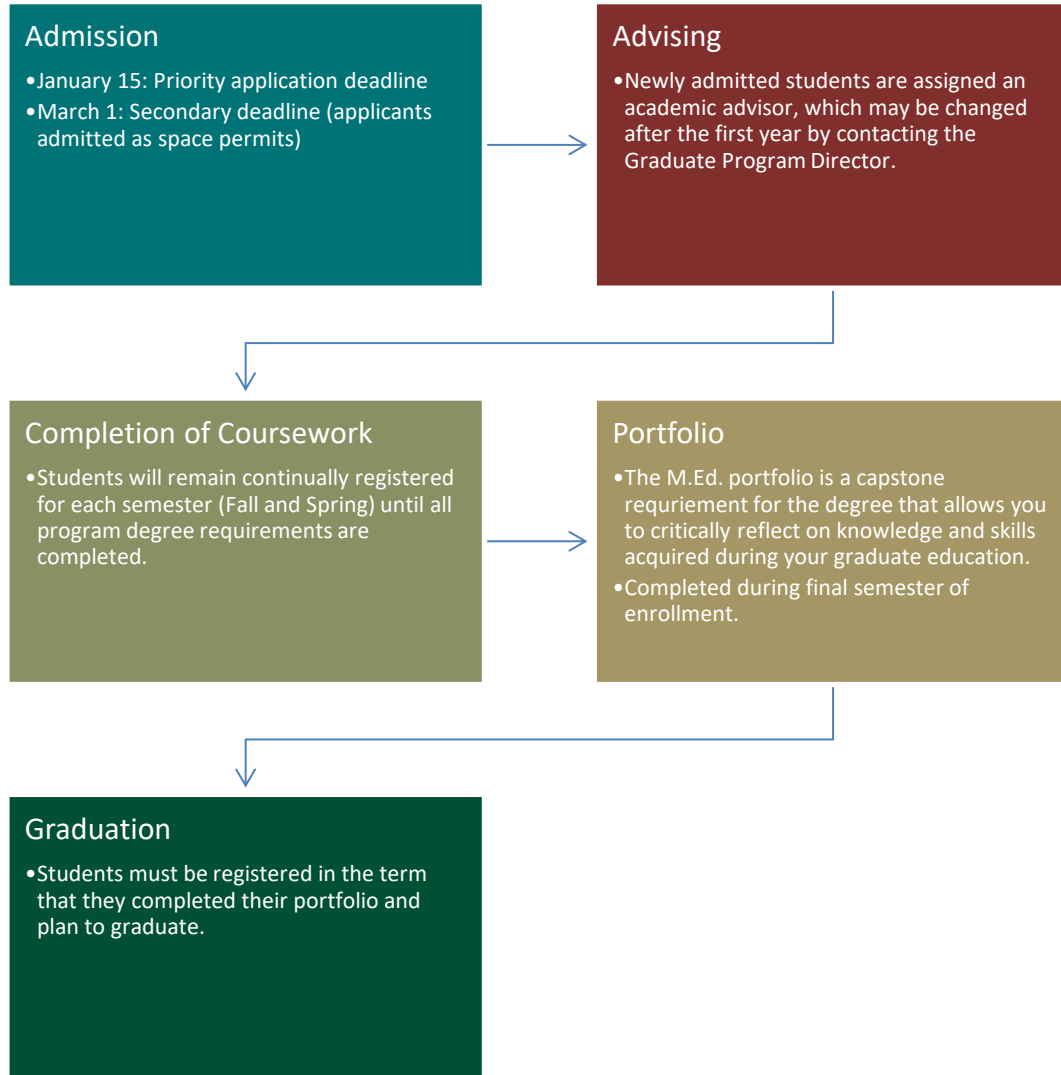 Admission
•January 15: Priority application deadline
•March 1: Secondary deadline (applicants
admitted as space permits)
Advising
•Newly admitted students are assigned an
academic advisor, which may be changed
after the first year by contacting the
Graduate Program Director.
Completion of Coursework
•Students will remain continually registered
for each semester (Fall and Spring) until all
program degree requirements are
completed.
Portfolio
•The M.Ed. portfolio is a capstone
requriement for the degree that allows you
to critically reflect on knowledge and skills
acquired during your graduate education.
•Completed during final semester of
enrollment.
Graduation
•Students must be registered in the term
that they completed their portfolio and
plan to graduate.